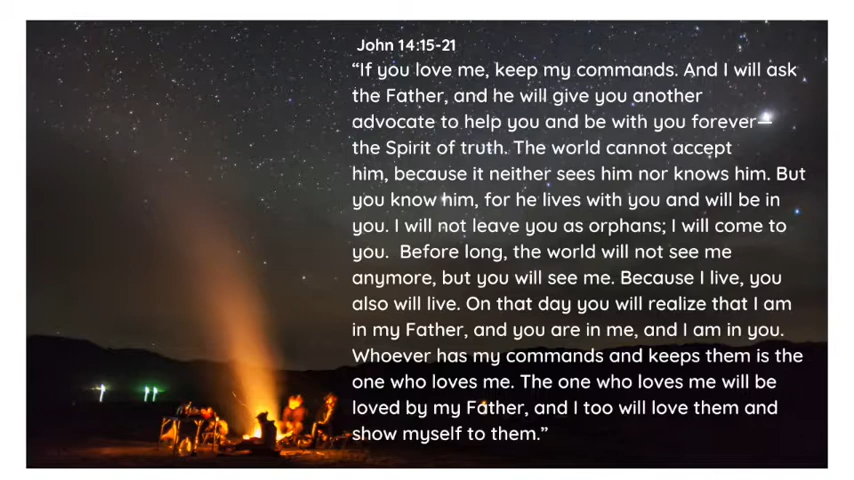 John 14:15-21
“If you love me, keep my commands. And I will ask
the Father, and he will give you another
advocate to help you and be with you forever—
the Spirit of truth. The world cannot accept
him, because it neither sees him nor knows him. But
you know him, for he lives with you and will be in
you. I will not leave you as orphans; I will come to
you.  Before long, the world will not see me
anymore, but you will see me. Because I live, you
also will live. On that day you will realize that I am
in my Father, and you are in me, and I am in you.
Whoever has my commands and keeps them is the
one who loves me. The one who loves me will be
loved by my Father, and I too will love them and
show myself to them.”